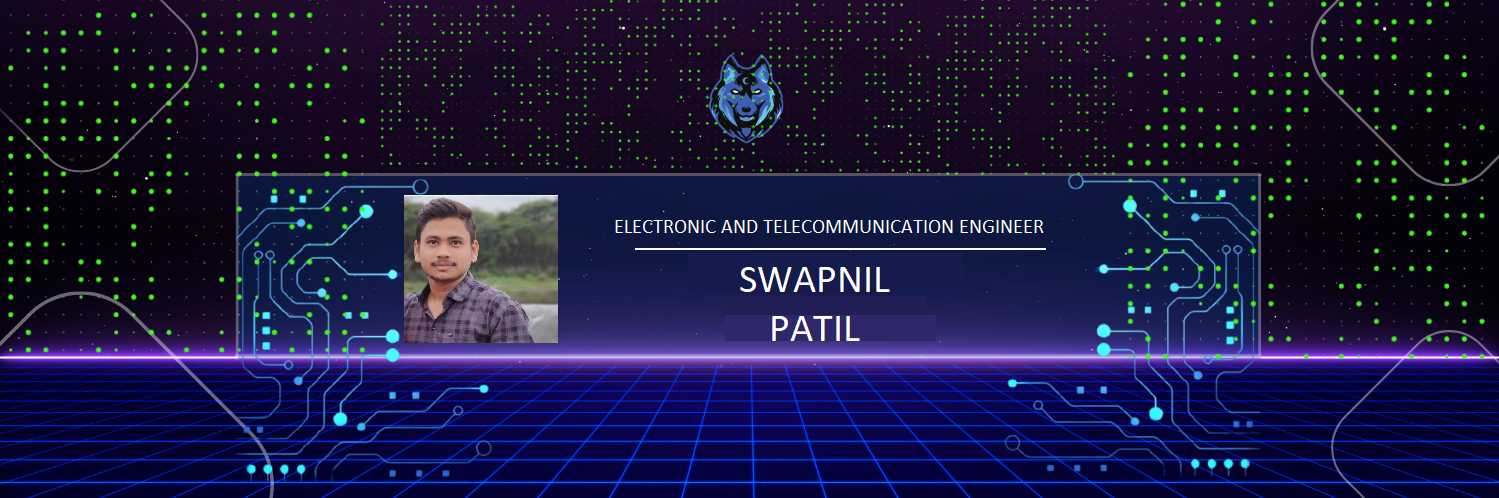 ELECTRONIC AND TELECOMMUNICATION ENGINEER
SWAPNIL
PATIL